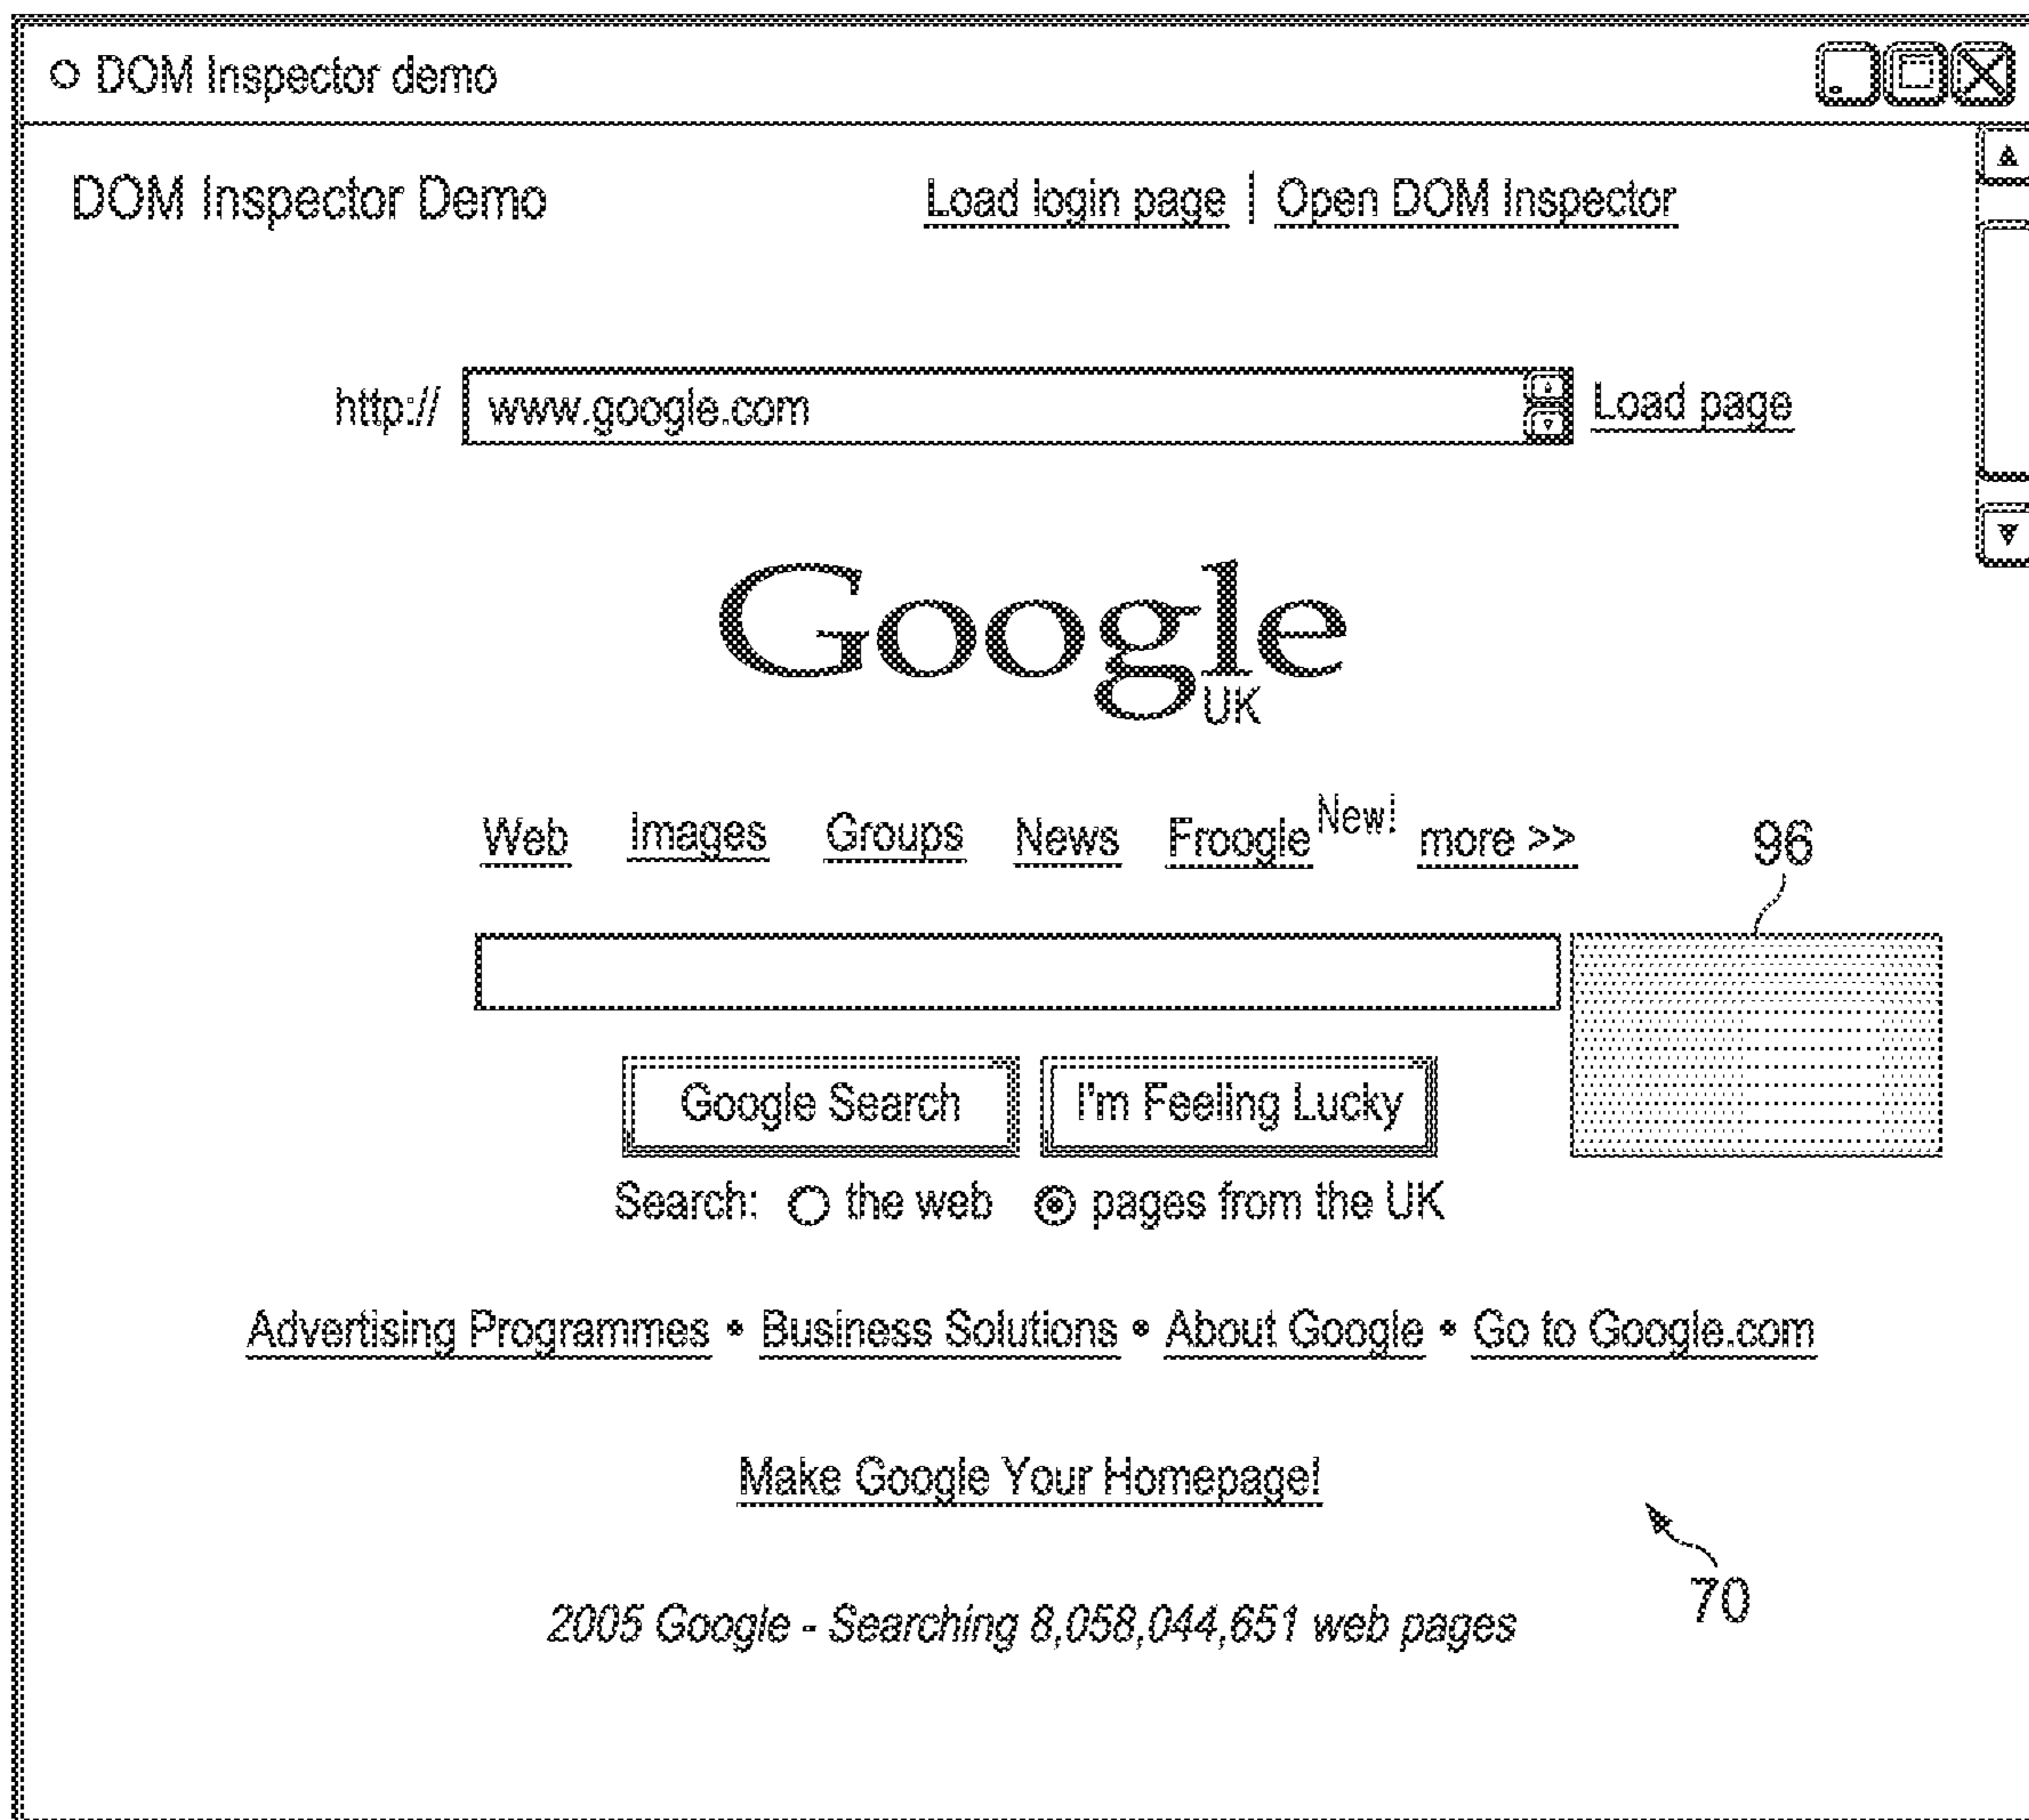 DOM Inspector demo
DOM Inspector Demo Load login page | Open DOM Inspector
http:// www.google.com Load page
Google
UK
Web Images Groups News Froogle New! more >>
96
Google Search I'm Feeling Lucky
Search: the web pages from the UK
Advertising Programmes • Business Solutions • About Google • Go to Google.com
Make Google Your Homepage!
70
2005 Google - Searching 8,058,044,651 web pages